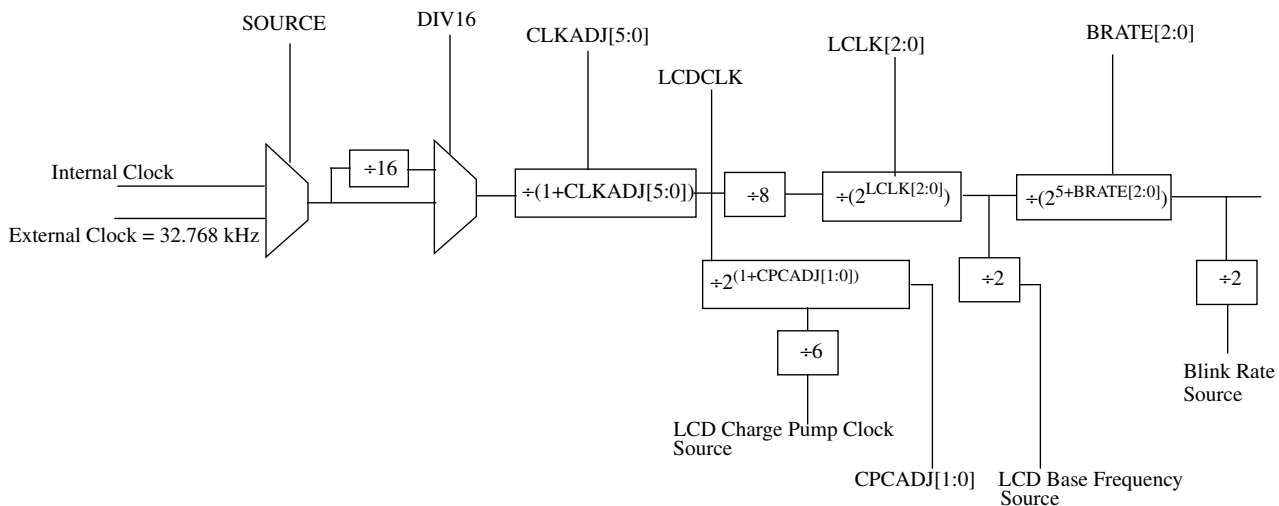 SOURCE
DIV16
CLKADJ[5:0]
LCLK[2:0]
BRATE[2:0]
LCDCLK
Internal Clock
÷16
÷(1+CLKADJ[5:0])
÷8
÷(2^LCLK[2:0])
÷(2^5+BRATE[2:0])
External Clock = 32.768 kHz
÷2^(1+CPCADJ[1:0])
÷2
÷2
÷6
Blink Rate
Source
LCD Charge Pump Clock
Source
CPCADJ[1:0]
LCD Base Frequency
Source